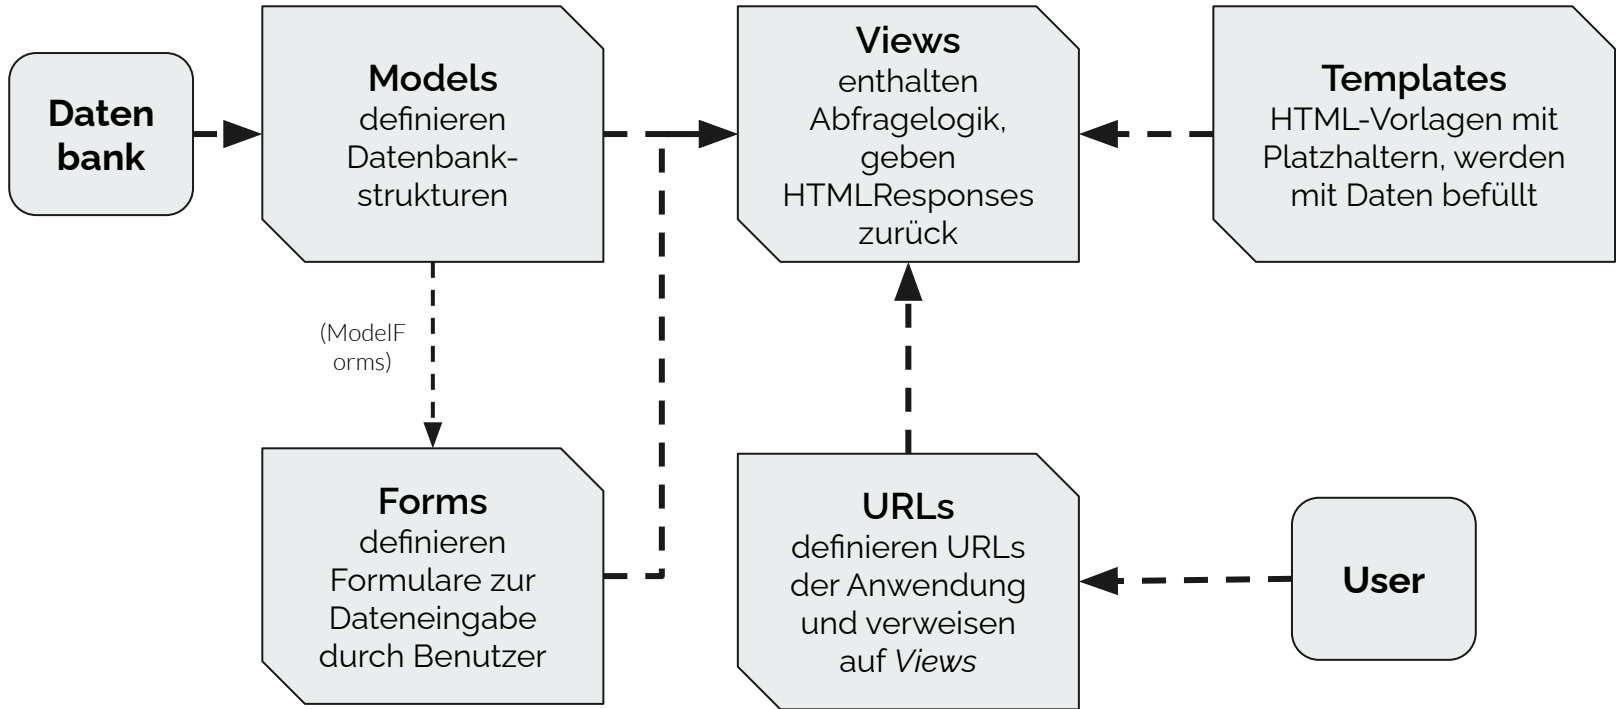 Daten
bank
Models
definieren
Datenbank-
strukturen
Views
enthalten
Abfragelogik,
geben
HTMLResponses
zurück
Templates
HTML-Vorlagen mit
Platzhaltern, werden
mit Daten befüllt
(ModelF
orms)
Forms
definieren
Formulare zur
Dateneingabe
durch Benutzer
URLs
definieren URLs
der Anwendung
und verweisen
auf Views
User